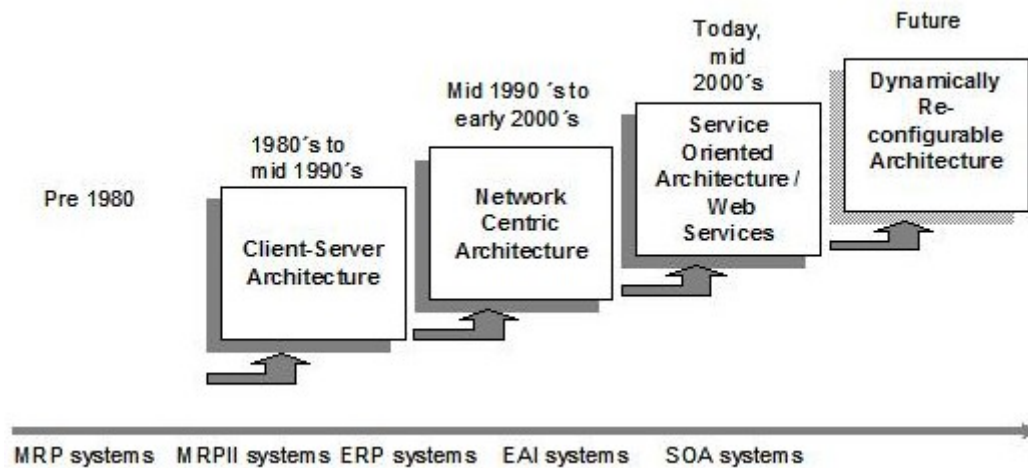 Pre 1980
1980´s to
mid 1990´s
Client-Server
Architecture
Mid 1990 ´s to
early 2000´s
Network
Centric
Architecture
Today,
mid
2000´s
Service
Oriented
Architecture /
Web
Services
Future
Dynamically
Re-
configurable
Architecture
MRP systems MRPII systems ERP systems EAI systems SOA systems